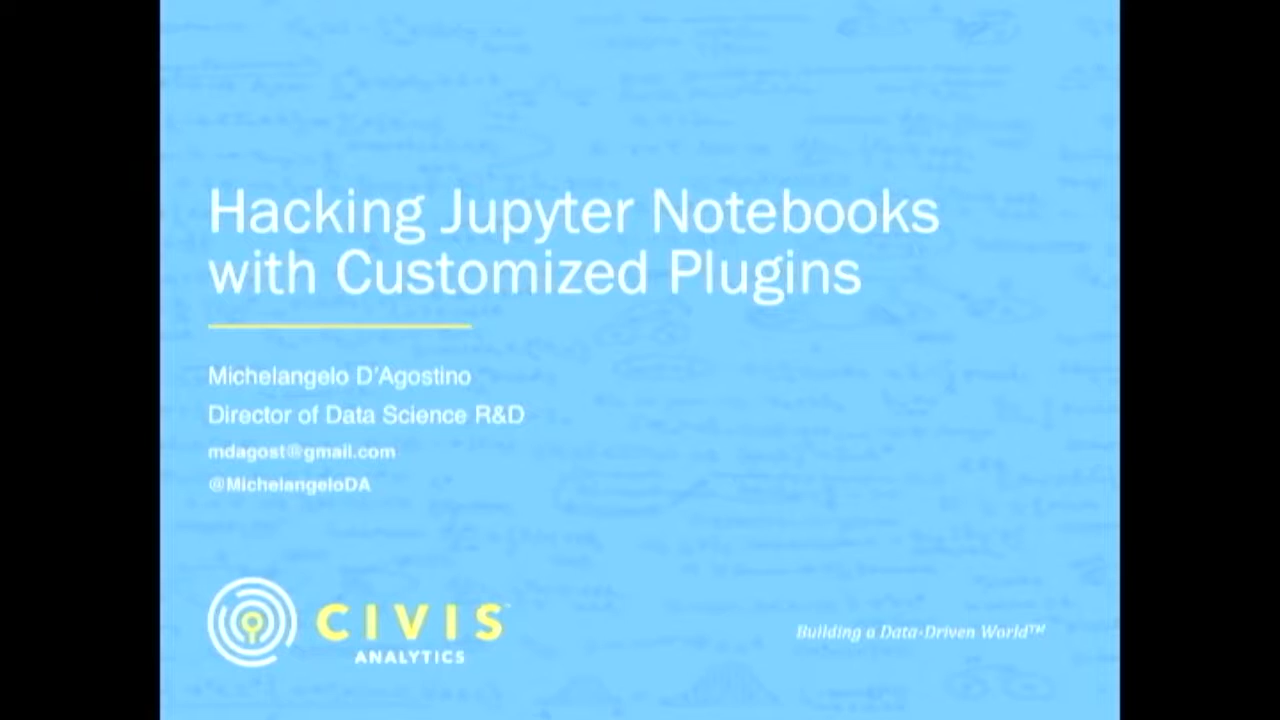 Hacking Jupyter Notebooks
with Customized Plugins
Michelangelo D'Agostino
Director of Data Science R&D
mdagost@gmail.com
@MichelangeloDA
CIVIS
ANALYTICS
Building a Data-Driven World™